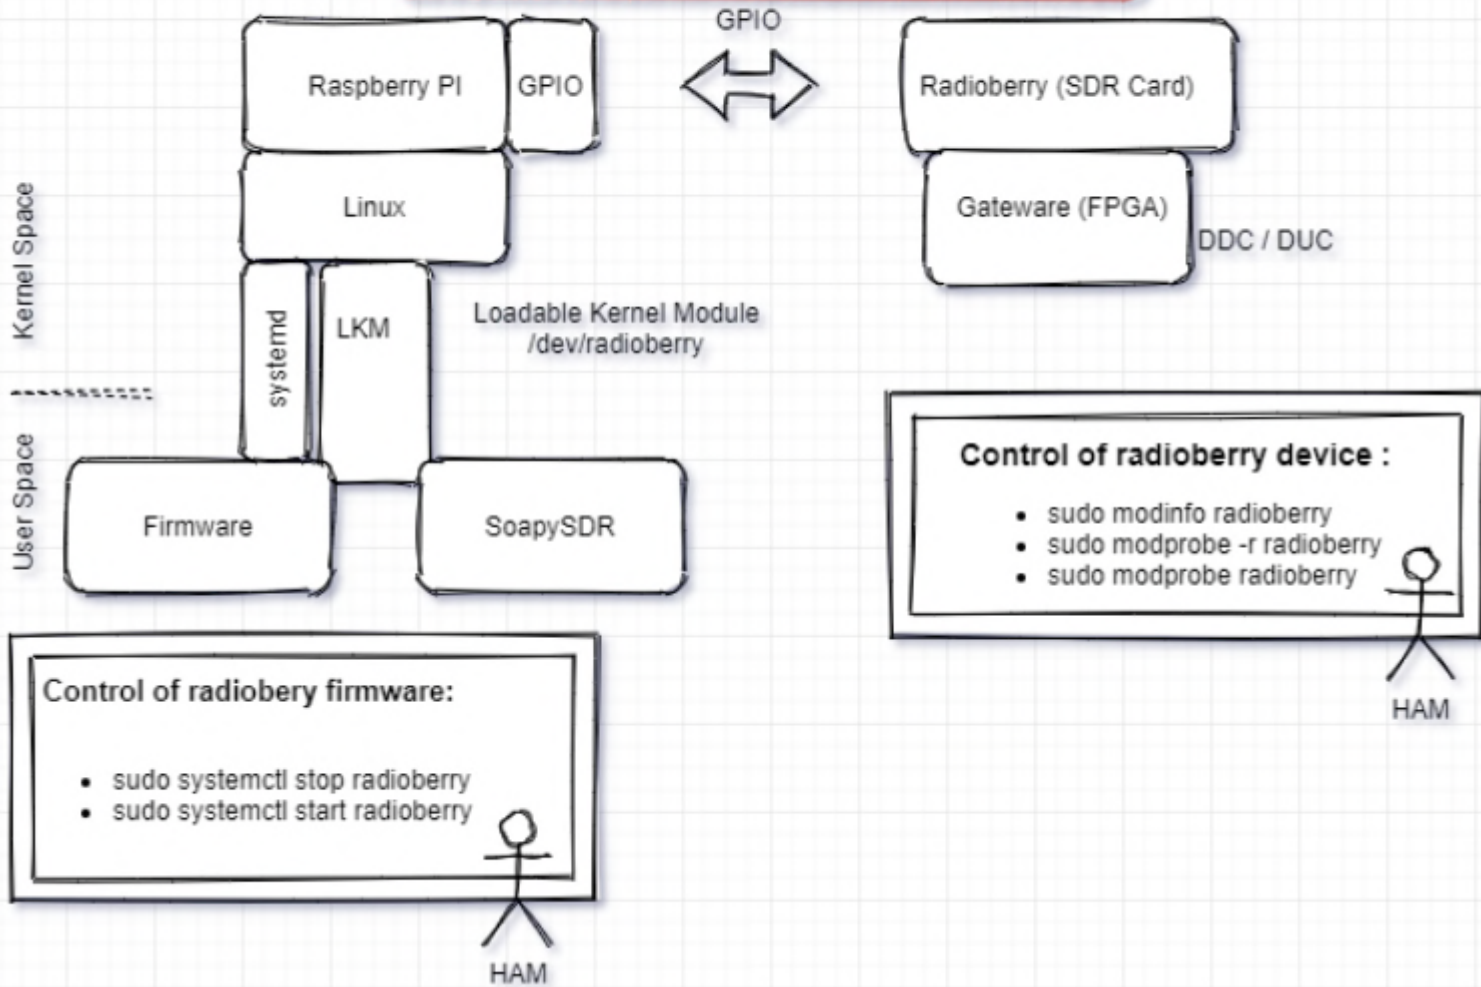 GPIO
Raspberry PI
GPIO
Radioberry (SDR Card)
Linux
Gateware (FPGA)
DDC / DUC
Kernel Space
systemd
LKM
Loadable Kernel Module
/dev/radioberry
User Space
Firmware
SoapySDR
Control of radioberry device :
• sudo modinfo radioberry
• sudo modprobe -r radioberry
• sudo modprobe radioberry
HAM
Control of radiobery firmware:
• sudo systemctl stop radioberry
• sudo systemctl start radioberry
HAM